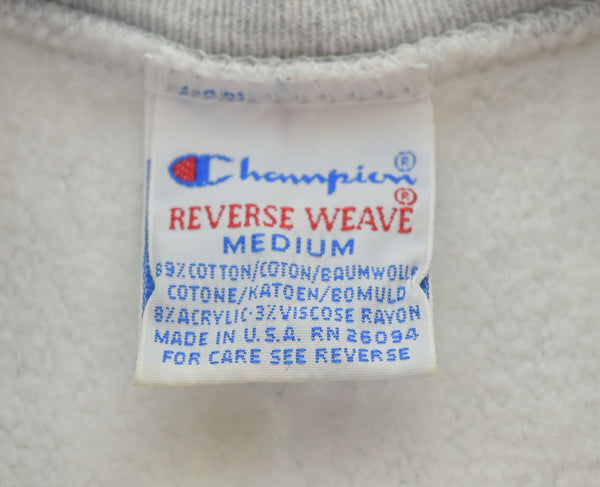 Champion®
REVERSE WEAVE®
MEDIUM
89% COTTON/COTON/BAUMWOLLE
COTONE/KATOEN/BOMULD
8% ACRYLIC·3% VISCOSE RAYON
MADE IN U.S.A. RN 26094
FOR CARE SEE REVERSE